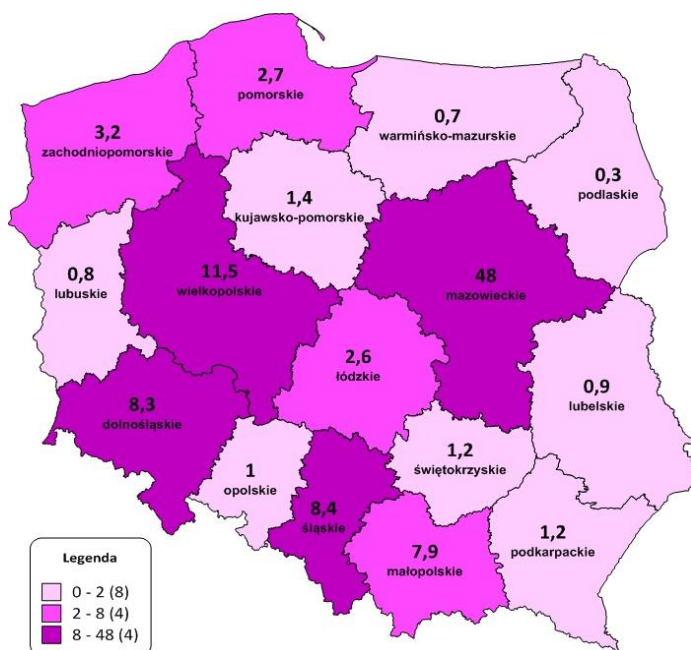 2,7
pomorskie
3,2
zachodniopomorskie
0,7
warmińsko-mazurskie
0,3
podlaskie
1,4
kujawsko-pomorskie
0,8
lubuskie
11,5
wielkopolskie
48
mazowieckie
2,6
łódzkie
0,9
lubelskie
8,3
dolnośląskie
1
opolskie
8,4
śląskie
1,2
świętokrzyskie
7,9
małopolskie
1,2
podkarpackie
Legenda
0 - 2 (8)
2 - 8 (4)
8 - 48 (4)